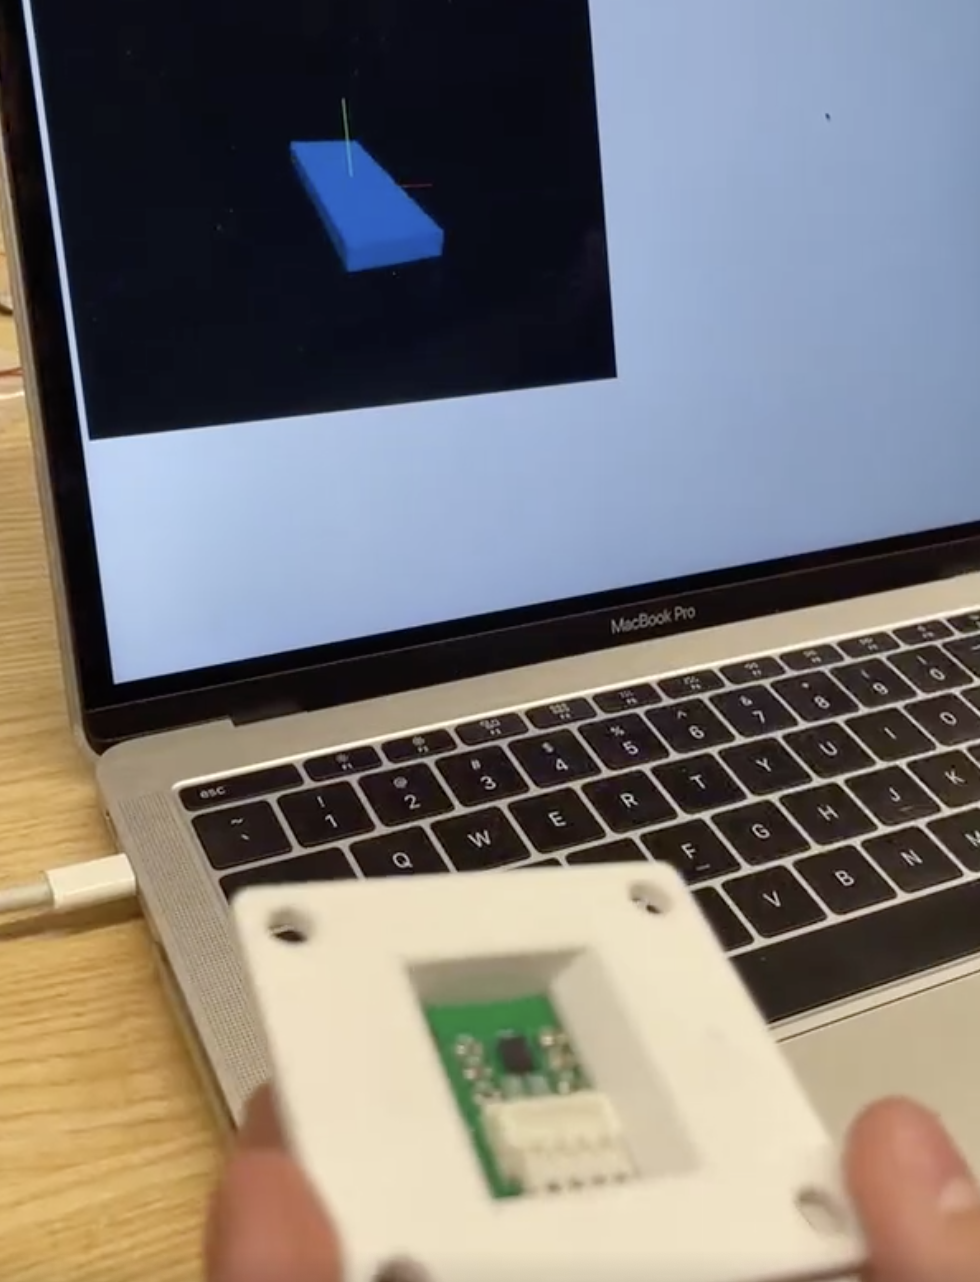 MacBook Pro
esc F1 F2 F3 F4 F5 F6 F7 F8 F9
~ ! @ # $ % ^ & * ( )
` 1 2 3 4 5 6 7 8 9 0
Q W E R T Y U I O
F G H J K
V B N M